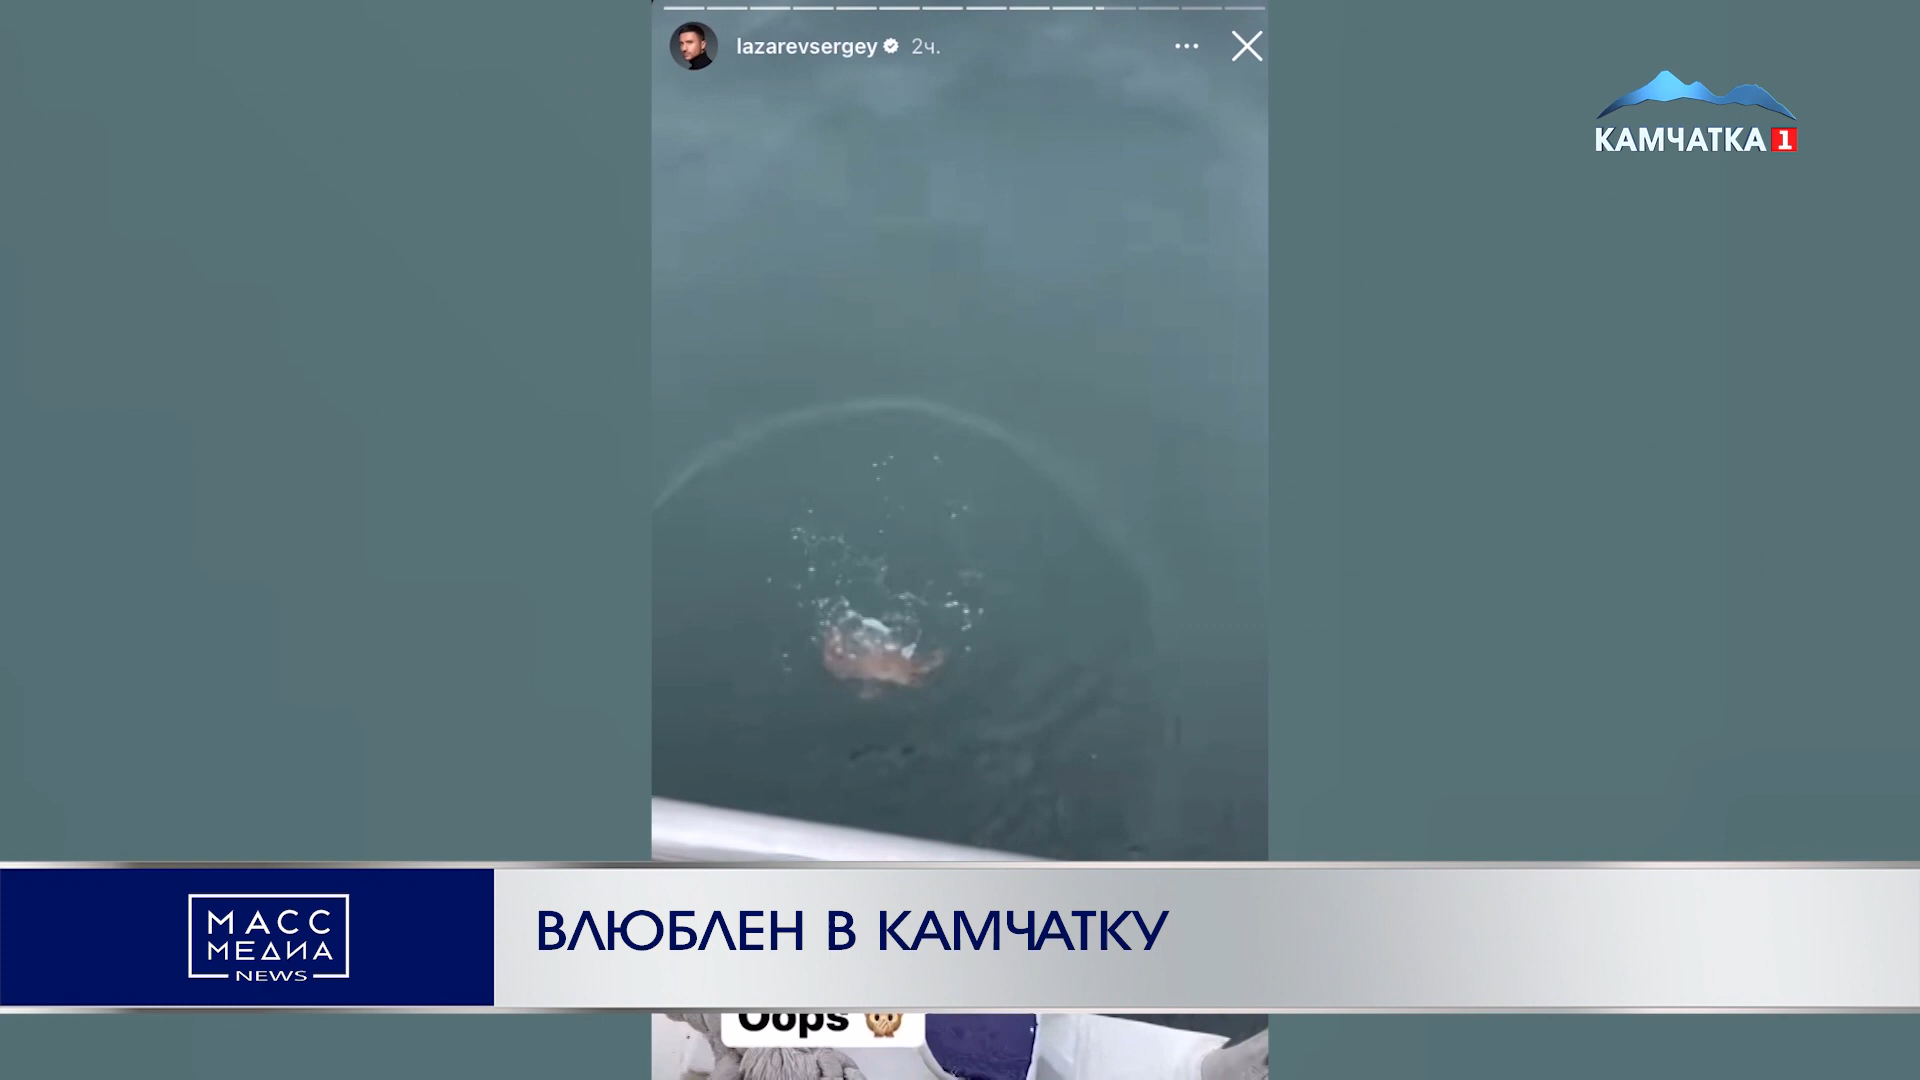 lazarevsergey 2ч.
КАМЧАТКА 1
МАСС
МЕДИА
NEWS
ВЛЮБЛЕН В КАМЧАТКУ
Oops